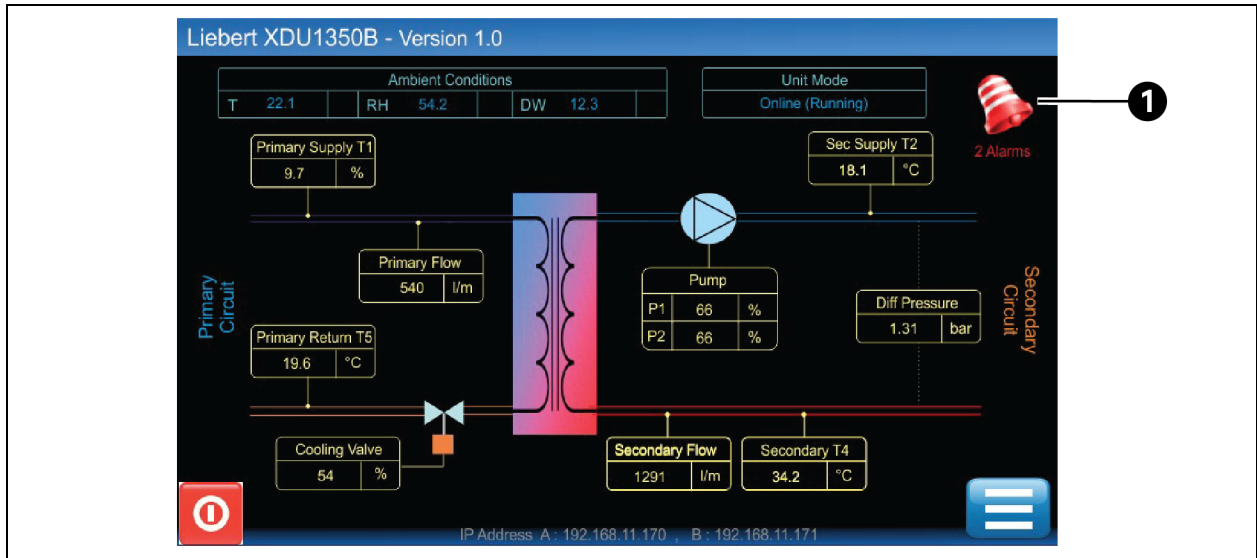 Liebert XDU1350B - Version 1.0
Ambient Conditions
T 22.1 RH 54.2 DW 12.3
Unit Mode
Online (Running)
1
2 Alarms
Primary Supply T1
9.7 %
Sec Supply T2
18.1 °C
Primary Flow
540 l/m
Pump
P1 66 %
P2 66 %
Diff Pressure
1.31 bar
Primary
Circuit
Secondary
Circuit
Primary Return T5
19.6 °C
Cooling Valve
54 %
Secondary Flow
1291 l/m
Secondary T4
34.2 °C
IP Address A : 192.168.11.170 , B : 192.168.11.171